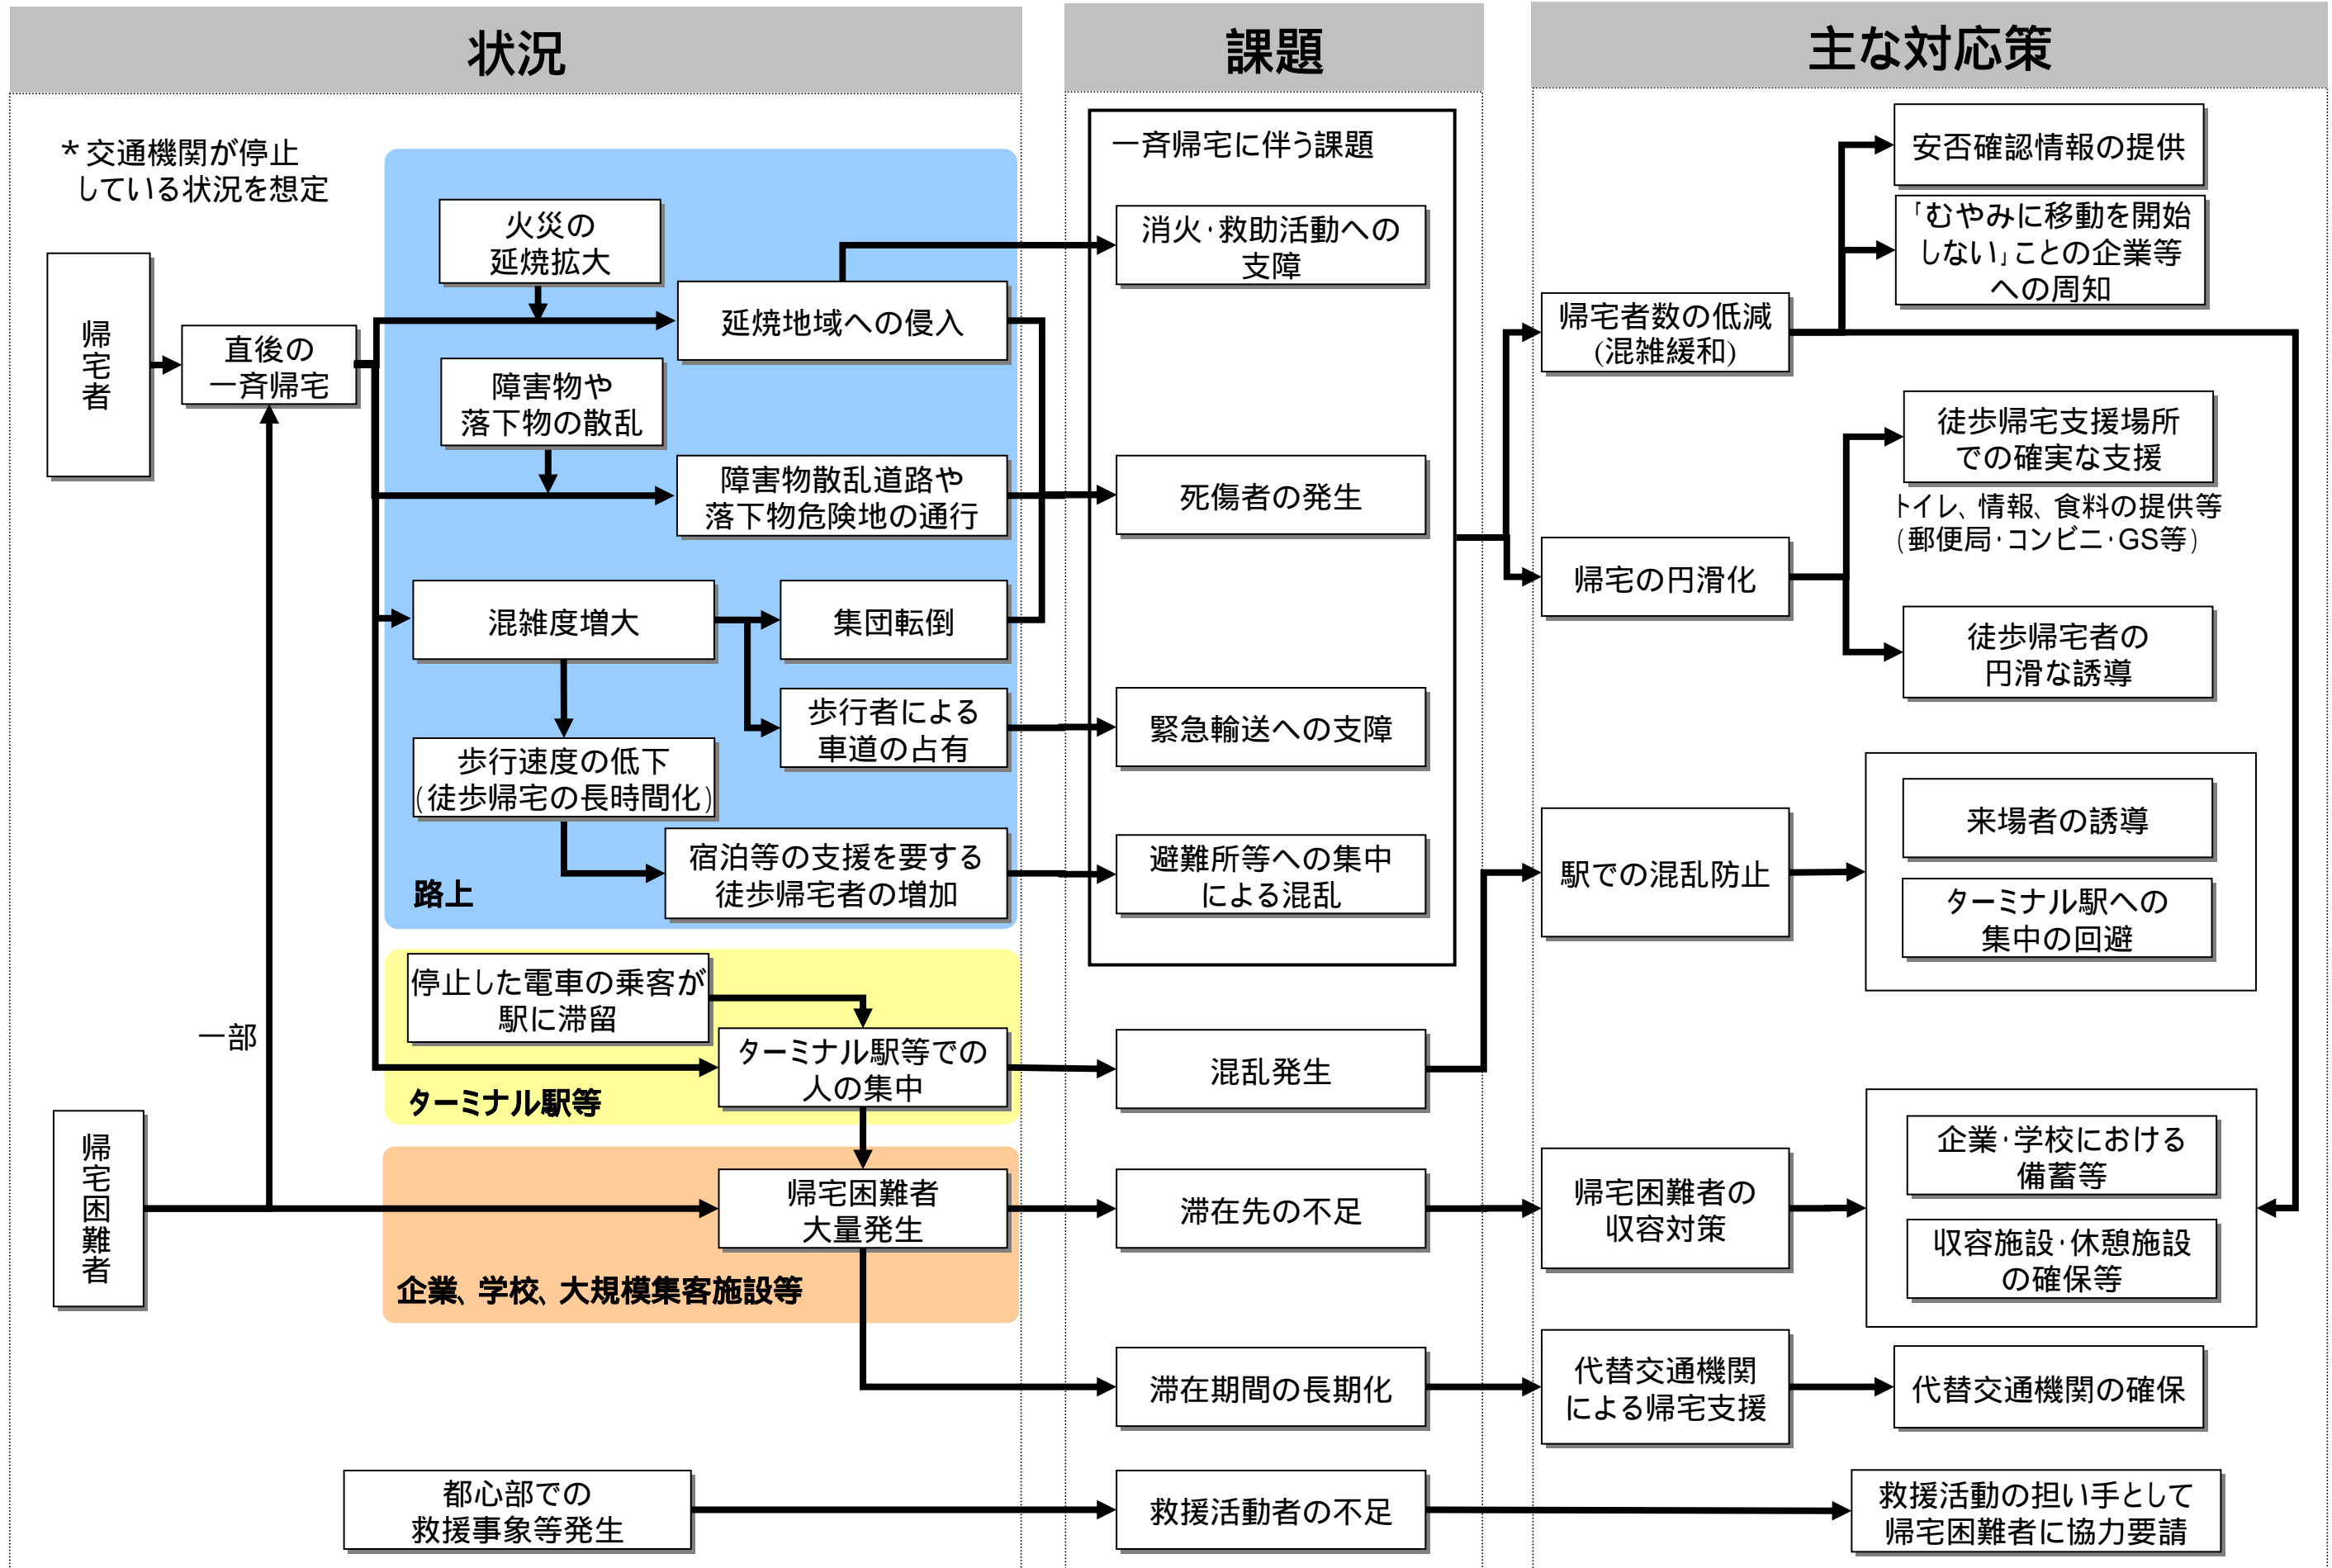 状況
課題
主な対応策
*交通機関が停止
している状況を想定
帰宅者
直後の
一斉帰宅
火災の
延焼拡大
延焼地域への侵入
障害物や
落下物の散乱
障害物散乱道路や
落下物危険地の通行
混雑度増大
集団転倒
歩行者による
車道の占有
歩行速度の低下
(徒歩帰宅の長時間化)
宿泊等の支援を要する
徒歩帰宅者の増加
路上
停止した電車の乗客が
駅に滞留
ターミナル駅等での
人の集中
ターミナル駅等
一部
帰宅困難者
帰宅困難者
大量発生
企業、学校、大規模集客施設等
都心部での
救援事象等発生
一斉帰宅に伴う課題
消火・救助活動への
支障
死傷者の発生
緊急輸送への支障
避難所等への集中
による混乱
混乱発生
滞在先の不足
滞在期間の長期化
救援活動者の不足
帰宅者数の低減
(混雑緩和)
安否確認情報の提供
「むやみに移動を開始
しない」ことの企業等
への周知
帰宅の円滑化
徒歩帰宅支援場所
での確実な支援
トイレ、情報、食料の提供等
(郵便局・コンビニ・GS等)
徒歩帰宅者の
円滑な誘導
駅での混乱防止
来場者の誘導
ターミナル駅への
集中の回避
帰宅困難者の
収容対策
企業・学校における
備蓄等
収容施設・休憩施設
の確保等
代替交通機関
による帰宅支援
代替交通機関の確保
救援活動の担い手として
帰宅困難者に協力要請